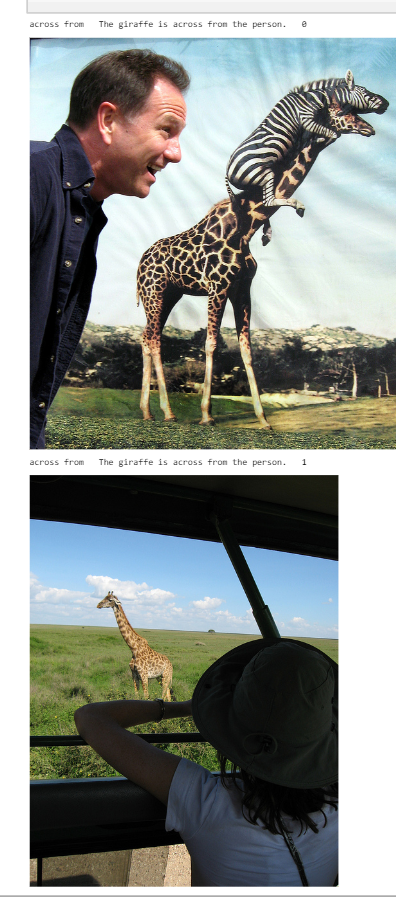 across from The giraffe is across from the person. 0
across from The giraffe is across from the person. 1